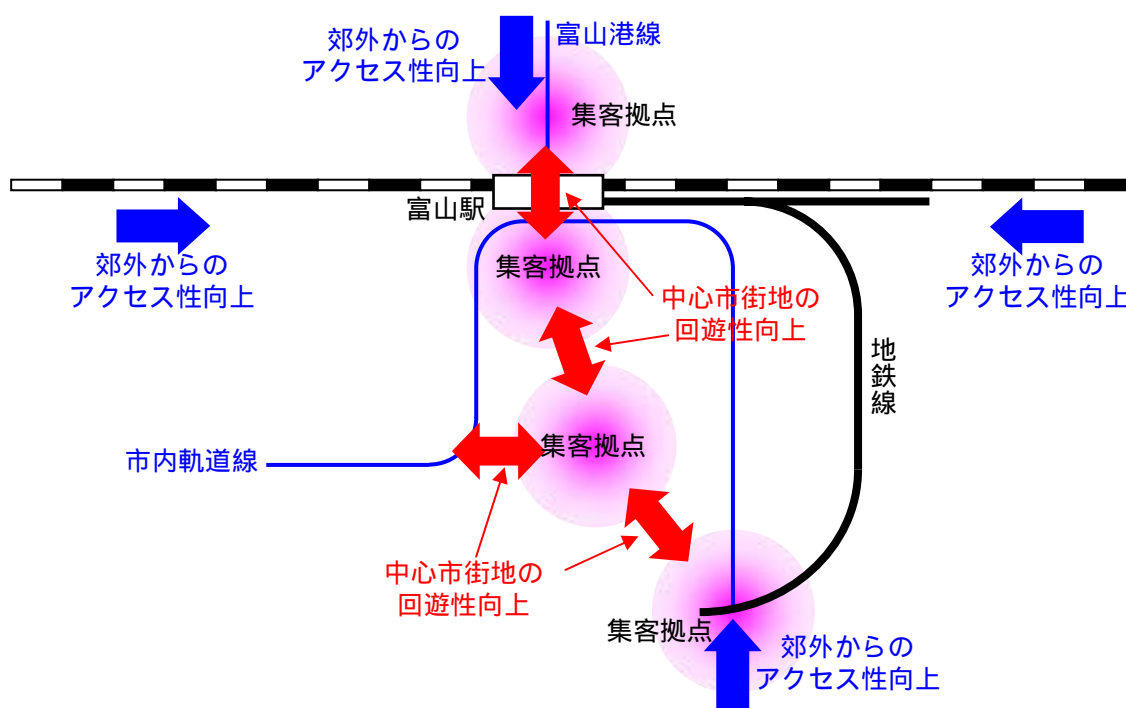 郊外からの
アクセス性向上
富山港線
集客拠点
富山駅
郊外からの
アクセス性向上
集客拠点
中心市街地の
回遊性向上
郊外からの
アクセス性向上
地鉄線
市内軌道線
集客拠点
中心市街地の
回遊性向上
集客拠点
郊外からの
アクセス性向上